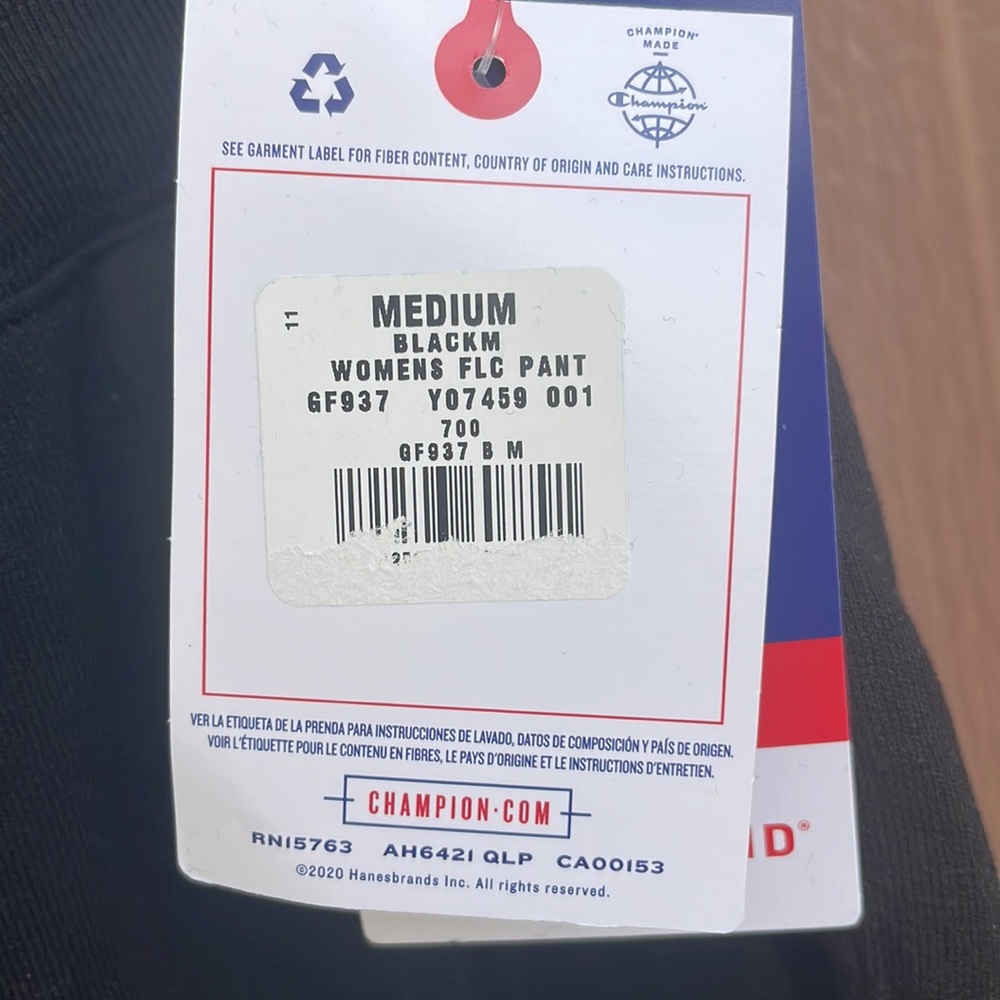 CHAMPION®
MADE
Champion
SEE GARMENT LABEL FOR FIBER CONTENT, COUNTRY OF ORIGIN AND CARE INSTRUCTIONS.
11
MEDIUM
BLACKM
WOMENS FLC PANT
GF937 Y07459 001
700
GF937 B M
VER LA ETIQUETA DE LA PRENDA PARA INSTRUCCIONES DE LAVADO, DATOS DE COMPOSICIÓN Y PAÍS DE ORIGEN.
VOIR L'ÉTIQUETTE POUR LE CONTENU EN FIBRES, LE PAYS D'ORIGINE ET LE INSTRUCTIONS D'ENTRETIEN.
CHAMPION·COM
RN15763 AH6421 QLP CA00153
©2020 Hanesbrands Inc. All rights reserved.
D®